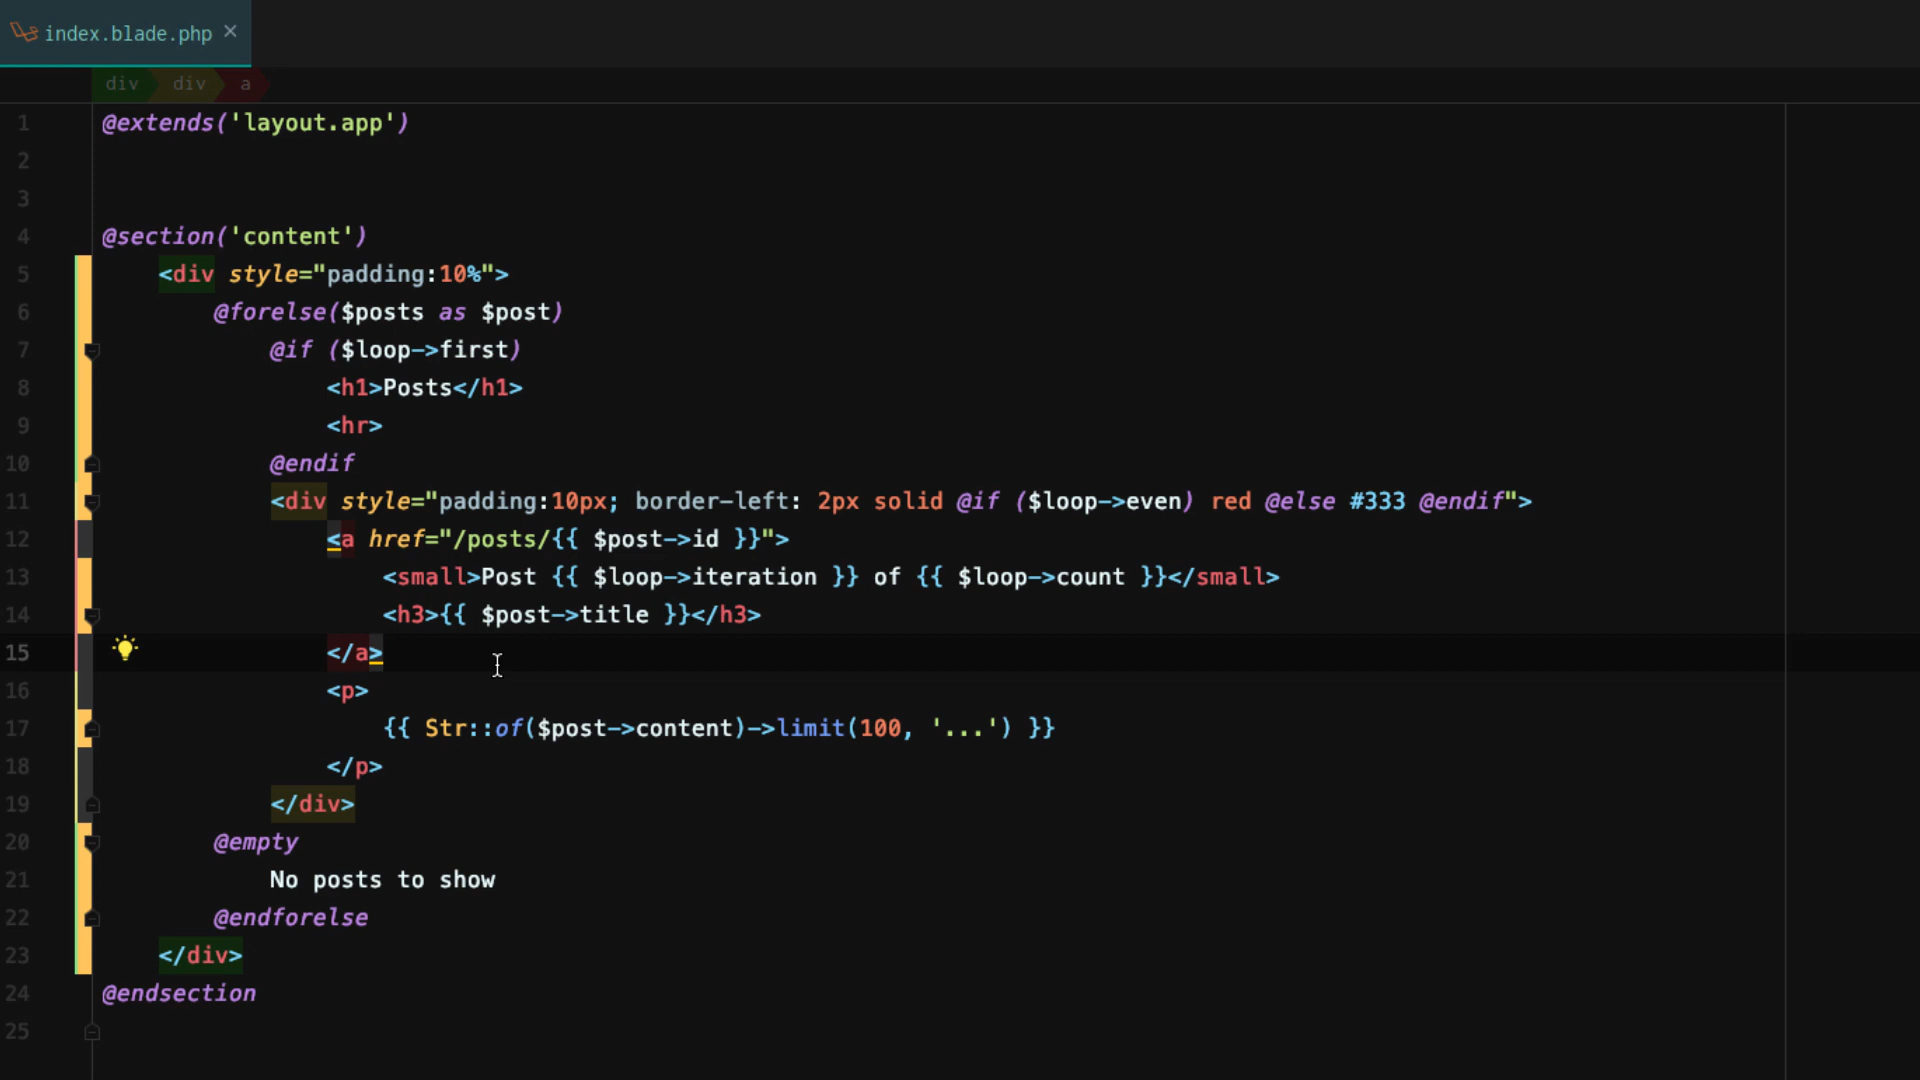 index.blade.php
div div a
1 @extends('layout.app')
2
3
4 @section('content')
5 <div style="padding:10%">
6 @forelse($posts as $post)
7 @if ($loop->first)
8 <h1>Posts</h1>
9 <hr>
10 @endif
11 <div style="padding:10px; border-left: 2px solid @if ($loop->even) red @else #333 @endif">
12 <a href="/posts/{{ $post->id }}">
13 <small>Post {{ $loop->iteration }} of {{ $loop->count }}</small>
14 <h3>{{ $post->title }}</h3>
15 </a>
16 <p>
17 {{ Str::of($post->content)->limit(100, '...') }}
18 </p>
19 </div>
20 @empty
21 No posts to show
22 @endforelse
23 </div>
24 @endsection
25